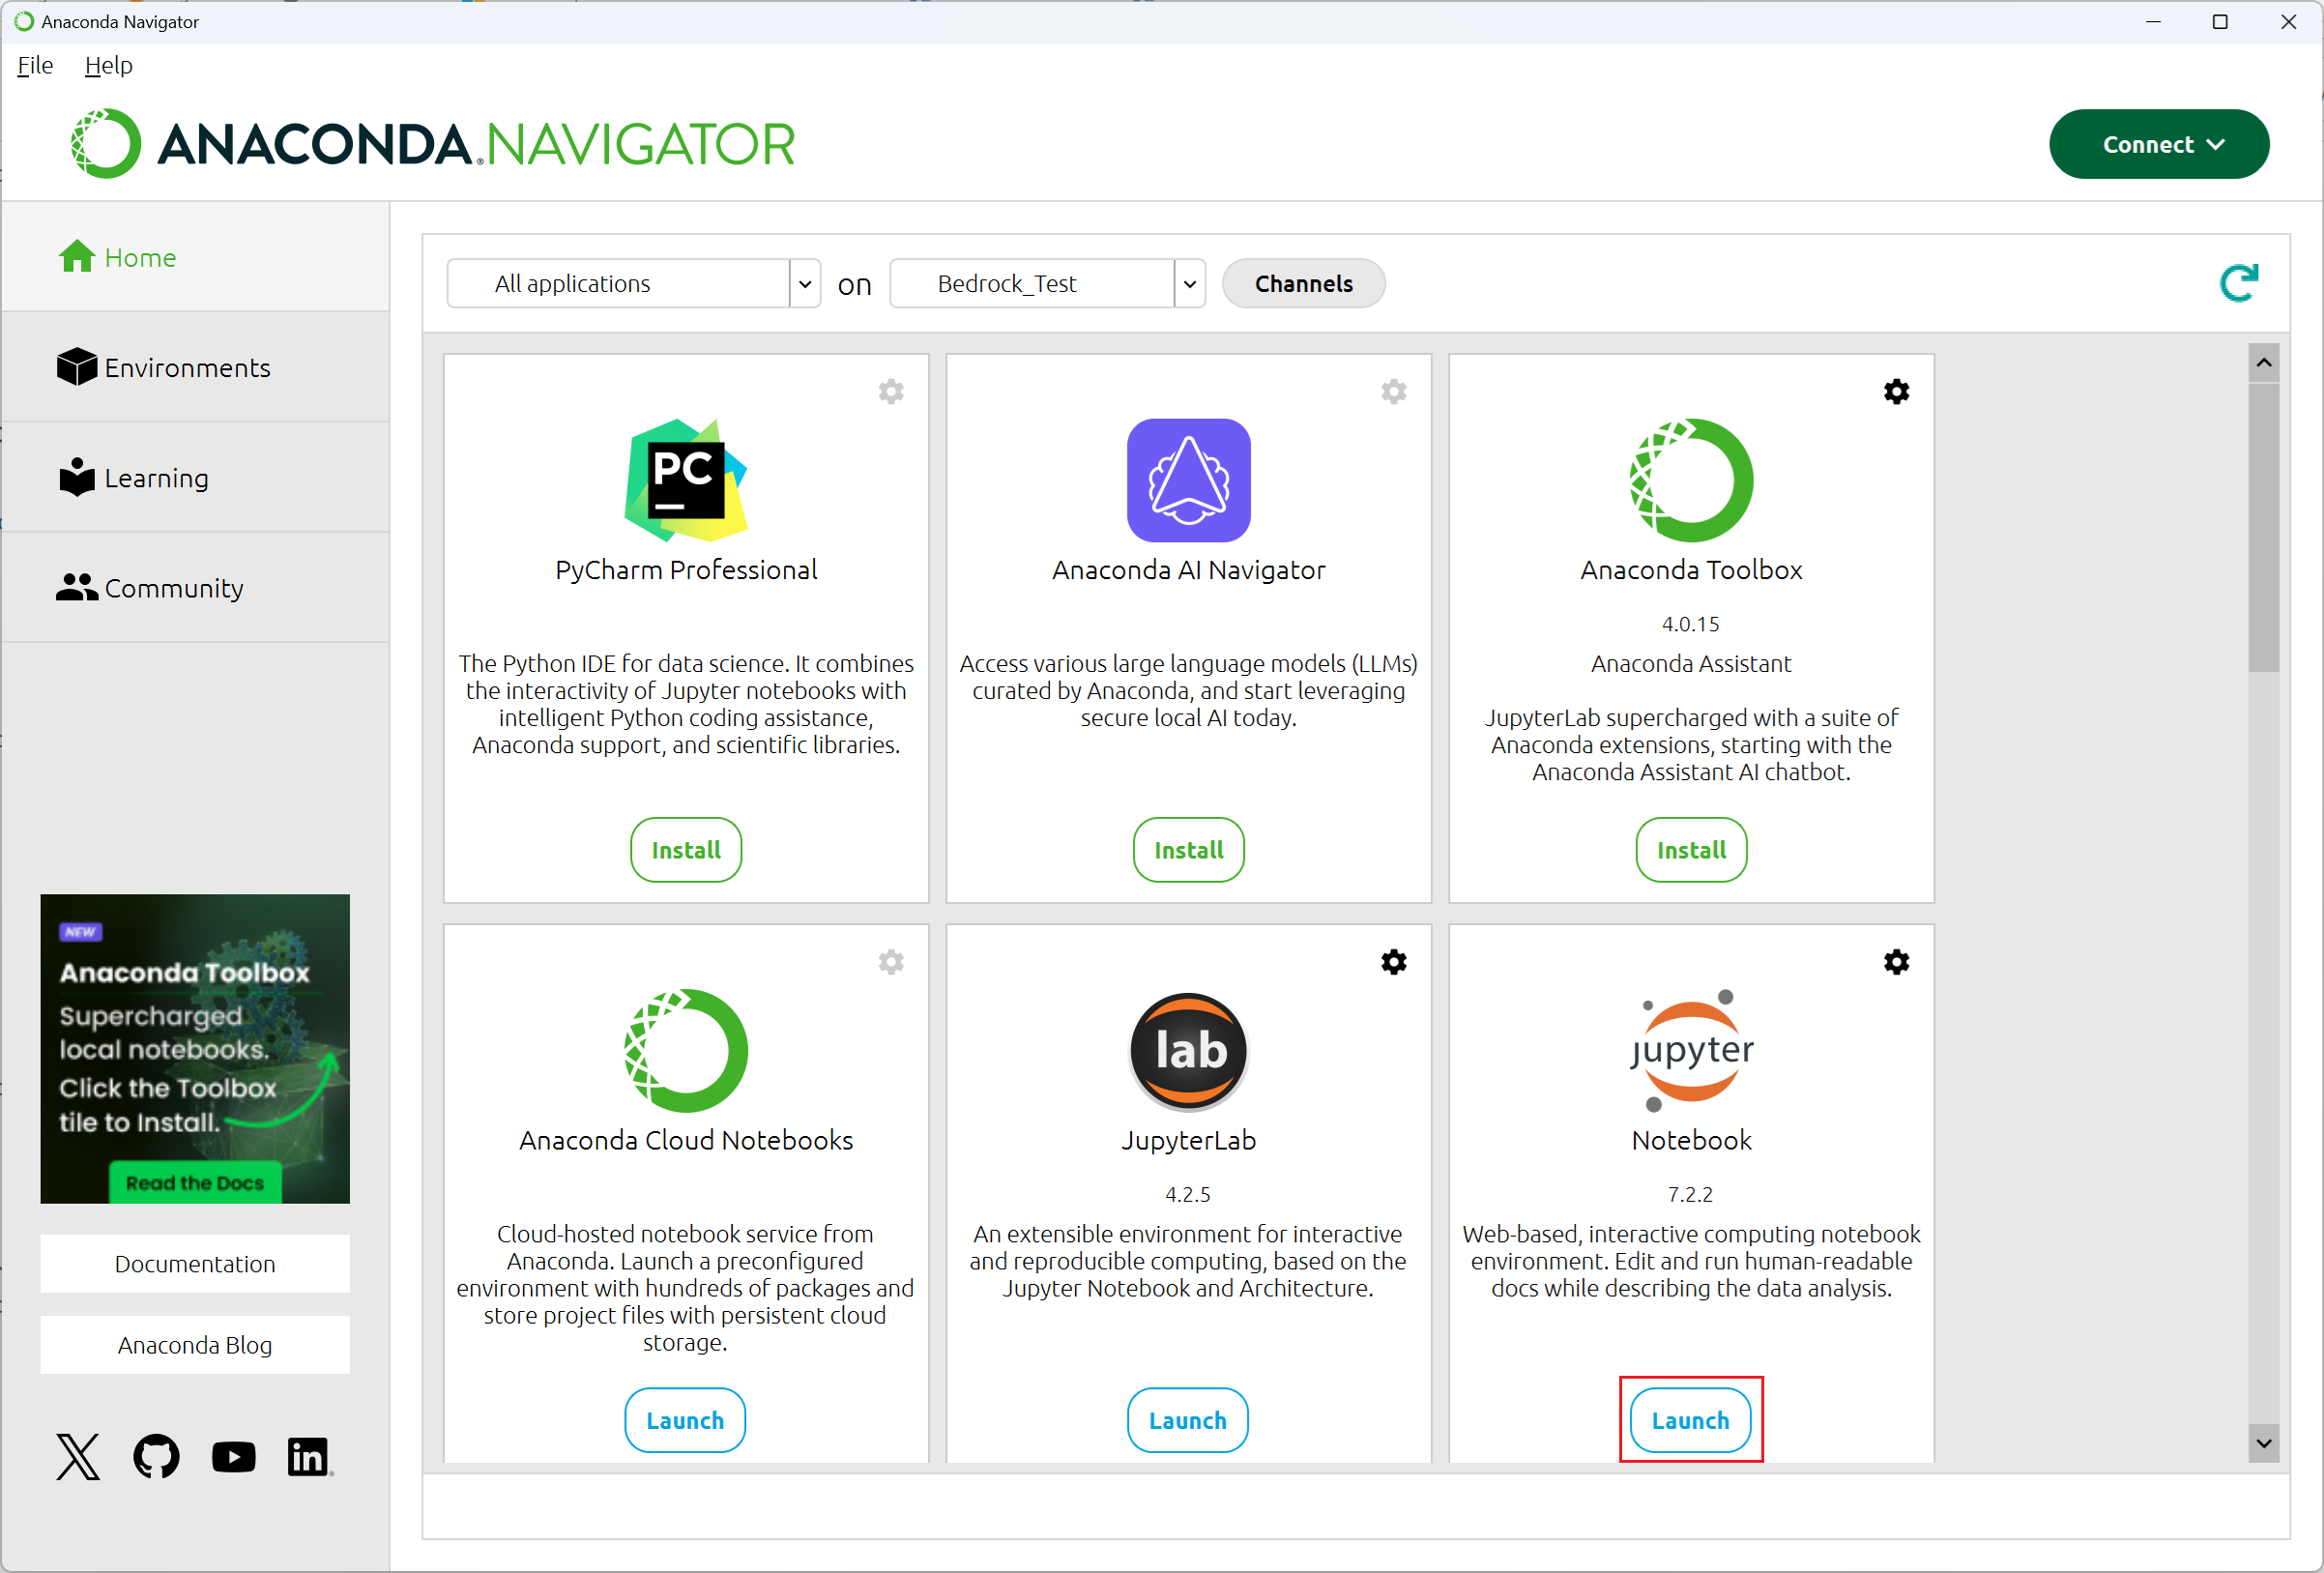 Anaconda Navigator
File Help
ANACONDA.NAVIGATOR
Connect
Home
Environments
Learning
Community
NEW
Anaconda Toolbox
Supercharged
local notebooks.
Click the Toolbox
tile to Install.
Read the Docs
Documentation
Anaconda Blog
All applications on Bedrock_Test Channels
PC
PyCharm Professional
The Python IDE for data science. It combines
the interactivity of Jupyter notebooks with
intelligent Python coding assistance,
Anaconda support, and scientific libraries.
Install
Anaconda AI Navigator
Access various large language models (LLMs)
curated by Anaconda, and start leveraging
secure local AI today.
Install
Anaconda Toolbox
4.0.15
Anaconda Assistant
JupyterLab supercharged with a suite of
Anaconda extensions, starting with the
Anaconda Assistant AI chatbot.
Install
Anaconda Cloud Notebooks
Cloud-hosted notebook service from
Anaconda. Launch a preconfigured
environment with hundreds of packages and
store project files with persistent cloud
storage.
Launch
lab
JupyterLab
4.2.5
An extensible environment for interactive
and reproducible computing, based on the
Jupyter Notebook and Architecture.
Launch
jupyter
Notebook
7.2.2
Web-based, interactive computing notebook
environment. Edit and run human-readable
docs while describing the data analysis.
Launch